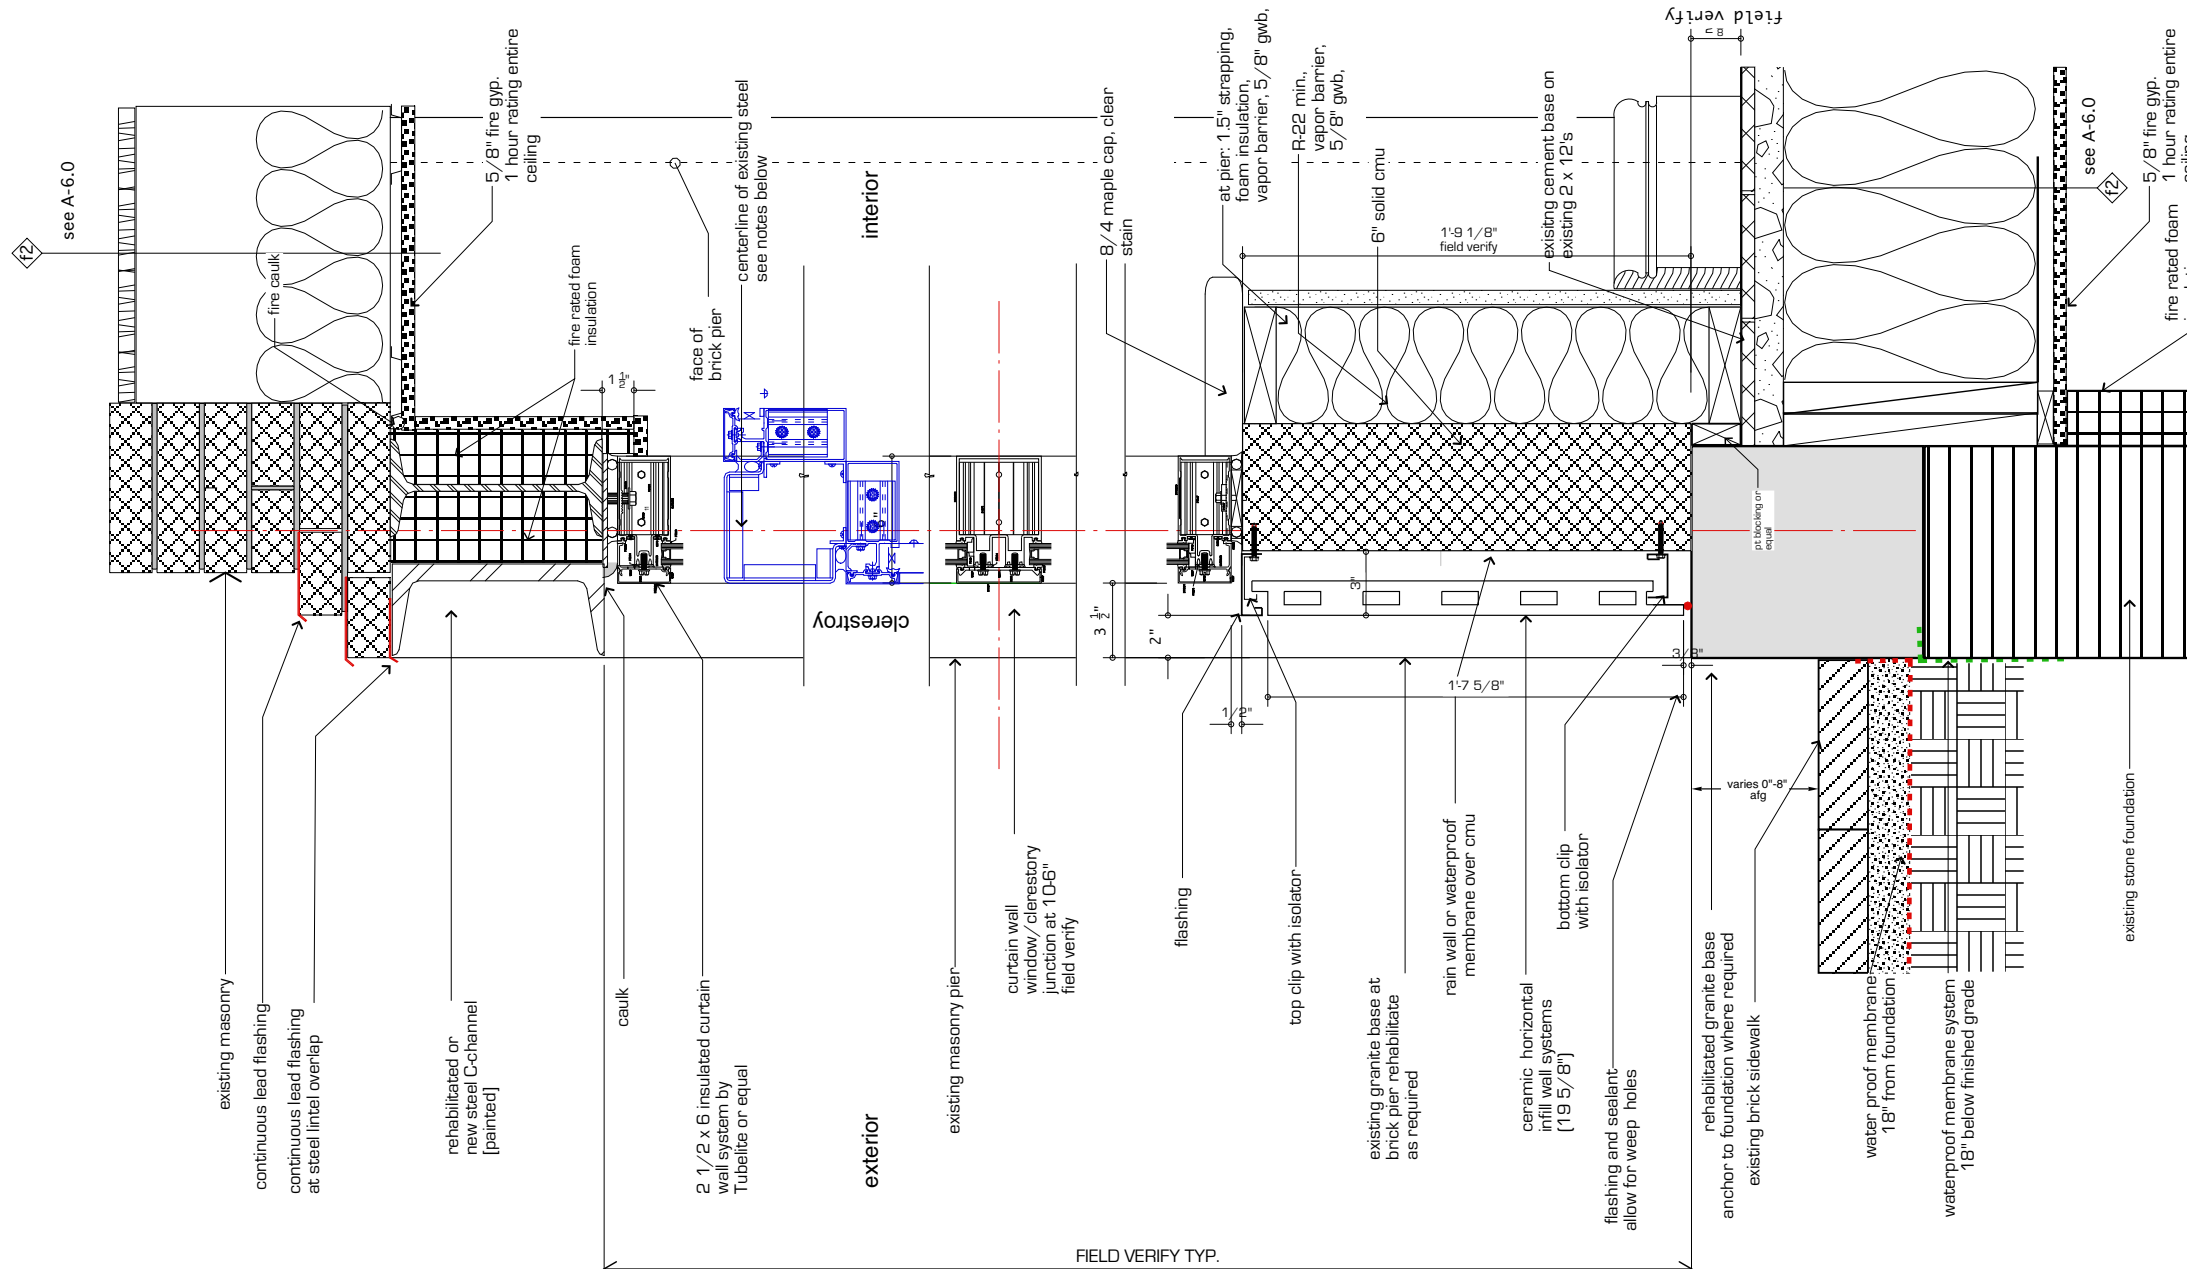 f2
see A-6.0
fire caulk
5/8" fire gyp.
1 hour rating entire
ceiling
fire rated foam
insulation
1 1/2"
face of
brick pier
centerline of existing steel
see notes below
interior
8/4 maple cap, clear
stain
at pier: 1.5" strapping,
foam insulation,
vapor barrier, 5/8" gwb,
R-22 min.,
vapor barrier,
5/8" gwb,
6" solid cmu
1'-9 1/8"
field verify
exisitng cement base on
existing 2 x 12's
field verify
see A-6.0
f2
5/8" fire gyp.
1 hour rating entire
fire rated foam
pt blocking or
equal
clerestroy
3 1/2"
2"
3"
3/8"
1'-7 5/8"
1/2"
varies 0"-8"
afg
existing masonry
continuous lead flashing
continuous lead flashing
at steel lintel overlap
rehabilitated or
new steel C-channel
[painted]
caulk
2 1/2 x 6 insulated curtain
wall system by
Tubelite or equal
exterior
existing masonry pier
curtain wall
window/clerestory
junction at 10-6"
field verify
flashing
top clip with isolator
existing granite base at
brick pier rehabilitate
as required
rain wall or waterproof
membrane over cmu
ceramic horizontal
infill wall systems
[19 5/8"]
bottom clip
with isolator
flashing and sealant
allow for weep holes
rehabilitated granite base
anchor to foundation where required
existing brick sidewalk
water proof membrane
18" from foundation
waterproof membrane system
18" below finished grade
existing stone foundation
FIELD VERIFY TYP.